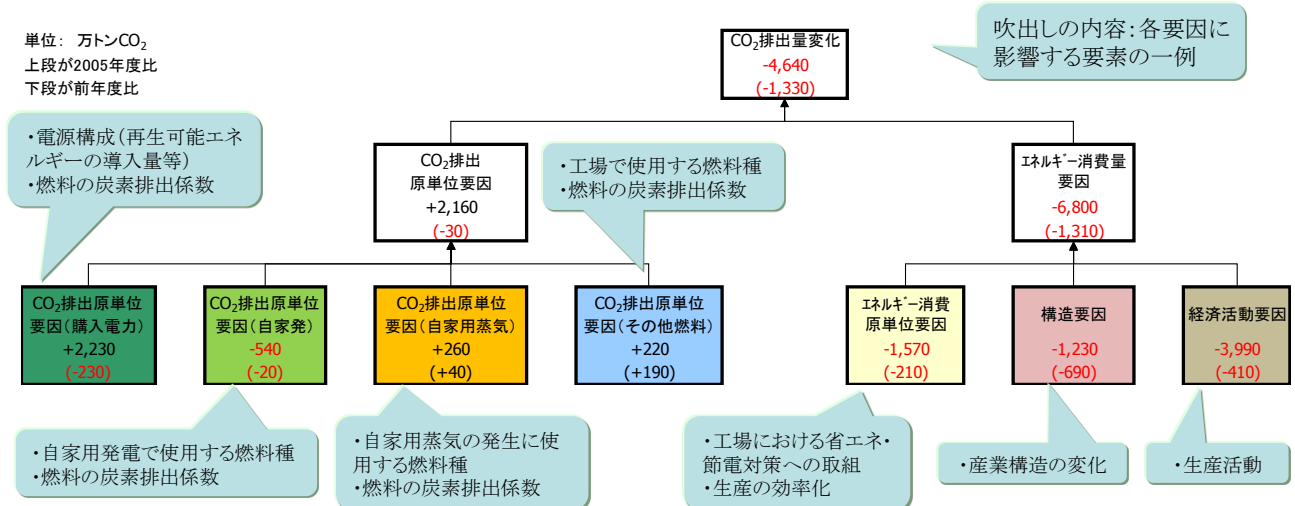 単位： 万トンCO₂
上段が2005年度比
下段が前年度比
CO₂排出量変化
-4,640
(-1,330)
吹出しの内容：各要因に
影響する要素の一例
・電源構成（再生可能エネ
ルギーの導入量等）
・燃料の炭素排出係数
CO₂排出
原単位要因
+2,160
(-30)
・工場で使用する燃料種
・燃料の炭素排出係数
ｴﾈﾙｷﾞｰ消費量
要因
-6,800
(-1,310)
CO₂排出原単位
要因（購入電力）
+2,230
(-230)
CO₂排出原単位
要因（自家発）
-540
(-20)
CO₂排出原単位
要因（自家用蒸気）
+260
(+40)
CO₂排出原単位
要因（その他燃料）
+220
(+190)
ｴﾈﾙｷﾞｰ消費
原単位要因
-1,570
(-210)
構造要因
-1,230
(-690)
経済活動要因
-3,990
(-410)
・自家用発電で使用する燃料種
・燃料の炭素排出係数
・自家用蒸気の発生に使
用する燃料種
・燃料の炭素排出係数
・工場における省エネ・
節電対策への取組
・生産の効率化
・産業構造の変化
・生産活動